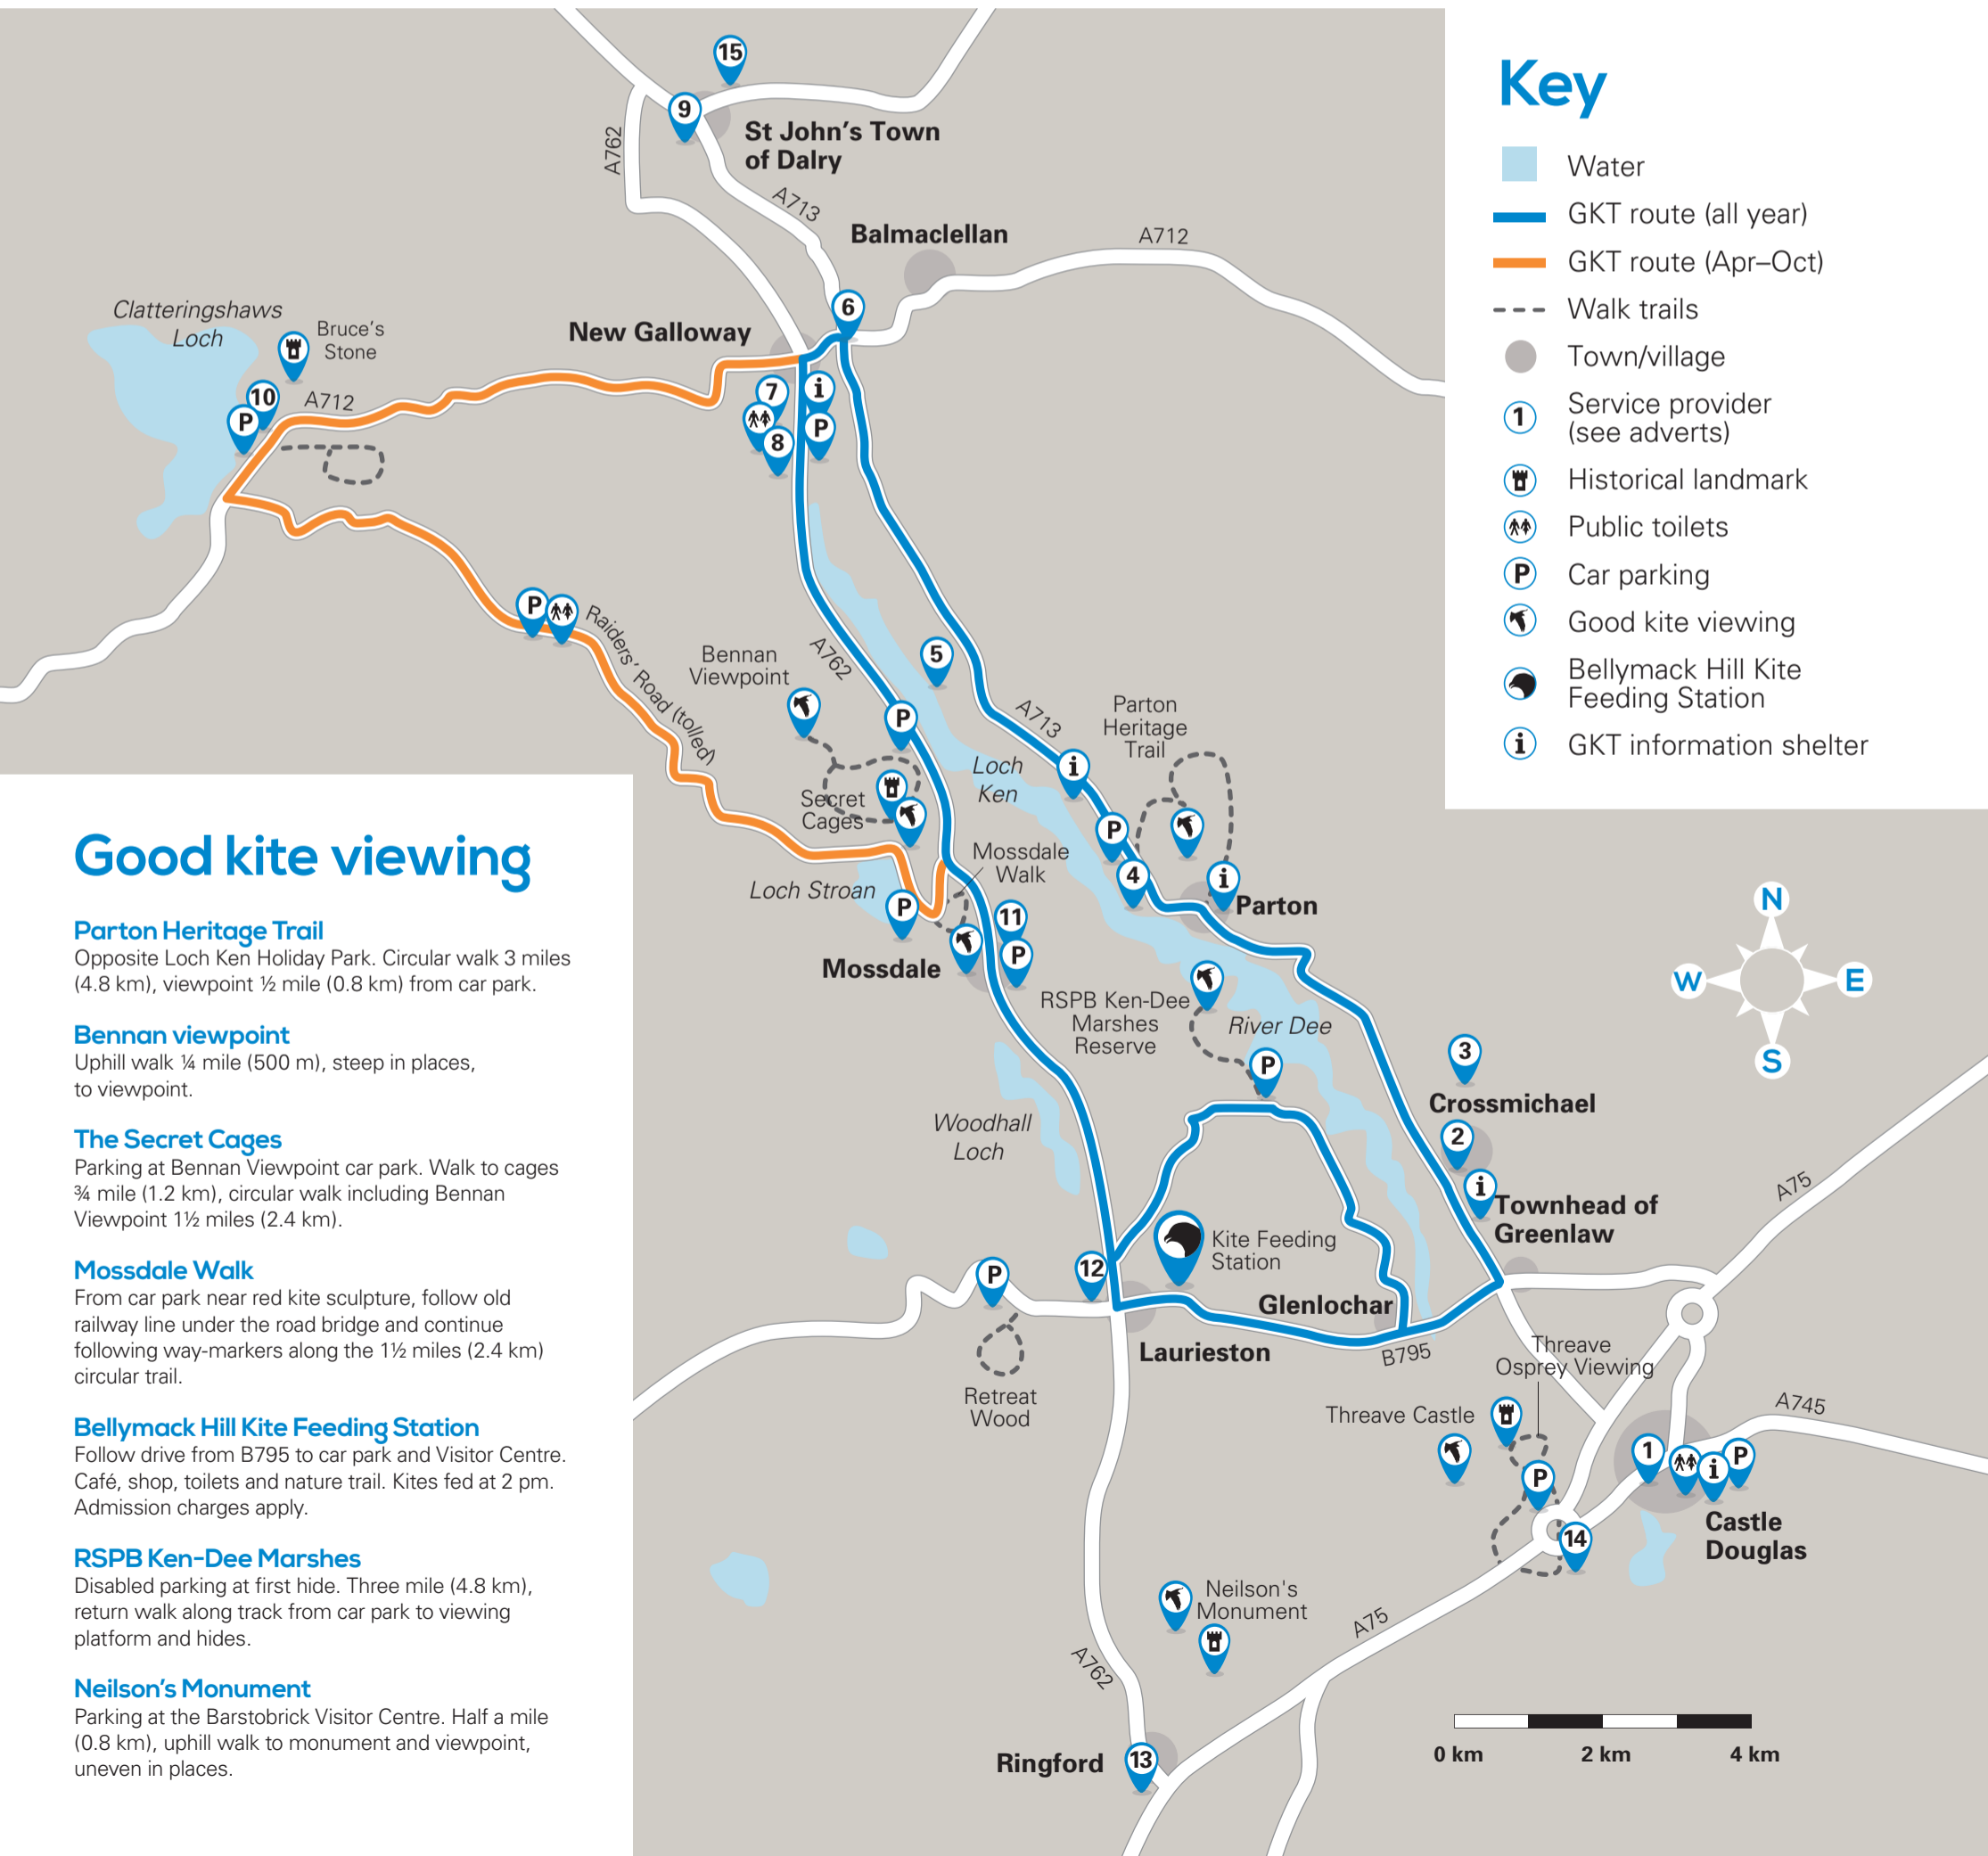 15
9
St John's Town
of Dalry
A762
A713
Balmaclellan
A712
6
New Galloway
Clatteringshaws
Loch
Bruce's
Stone
10
P
A712
7
i
8
P
P
Raiders' Road (tolled)
A762
5
Bennan
Viewpoint
P
A713
Parton
Heritage
Trail
i
Loch
Ken
Secret
Cages
P
Mossdale
Walk
4
i
Parton
Loch Stroan
P
11
P
Mossdale
RSPB Ken-Dee
Marshes
Reserve
River Dee
P
3
Crossmichael
2
i
Townhead of
Greenlaw
Woodhall
Loch
A75
Kite Feeding
Station
12
P
Glenlochar
Laurieston
B795
Retreat
Wood
Threave
Osprey Viewing
Threave Castle
P
A745
1
i
P
14
Castle
Douglas
Neilson's
Monument
A75
A762
Ringford
13
0 km
2 km
4 km
N
W
E
S
Key
Water
GKT route (all year)
GKT route (Apr–Oct)
Walk trails
Town/village
1
Service provider
(see adverts)
Historical landmark
Public toilets
P
Car parking
Good kite viewing
Bellymack Hill Kite
Feeding Station
i
GKT information shelter
Good kite viewing
Parton Heritage Trail
Opposite Loch Ken Holiday Park. Circular walk 3 miles
(4.8 km), viewpoint ½ mile (0.8 km) from car park.
Bennan viewpoint
Uphill walk ¼ mile (500 m), steep in places,
to viewpoint.
The Secret Cages
Parking at Bennan Viewpoint car park. Walk to cages
¾ mile (1.2 km), circular walk including Bennan
Viewpoint 1½ miles (2.4 km).
Mossdale Walk
From car park near red kite sculpture, follow old
railway line under the road bridge and continue
following way-markers along the 1½ miles (2.4 km)
circular trail.
Bellymack Hill Kite Feeding Station
Follow drive from B795 to car park and Visitor Centre.
Café, shop, toilets and nature trail. Kites fed at 2 pm.
Admission charges apply.
RSPB Ken-Dee Marshes
Disabled parking at first hide. Three mile (4.8 km),
return walk along track from car park to viewing
platform and hides.
Neilson's Monument
Parking at the Barstobrick Visitor Centre. Half a mile
(0.8 km), uphill walk to monument and viewpoint,
uneven in places.